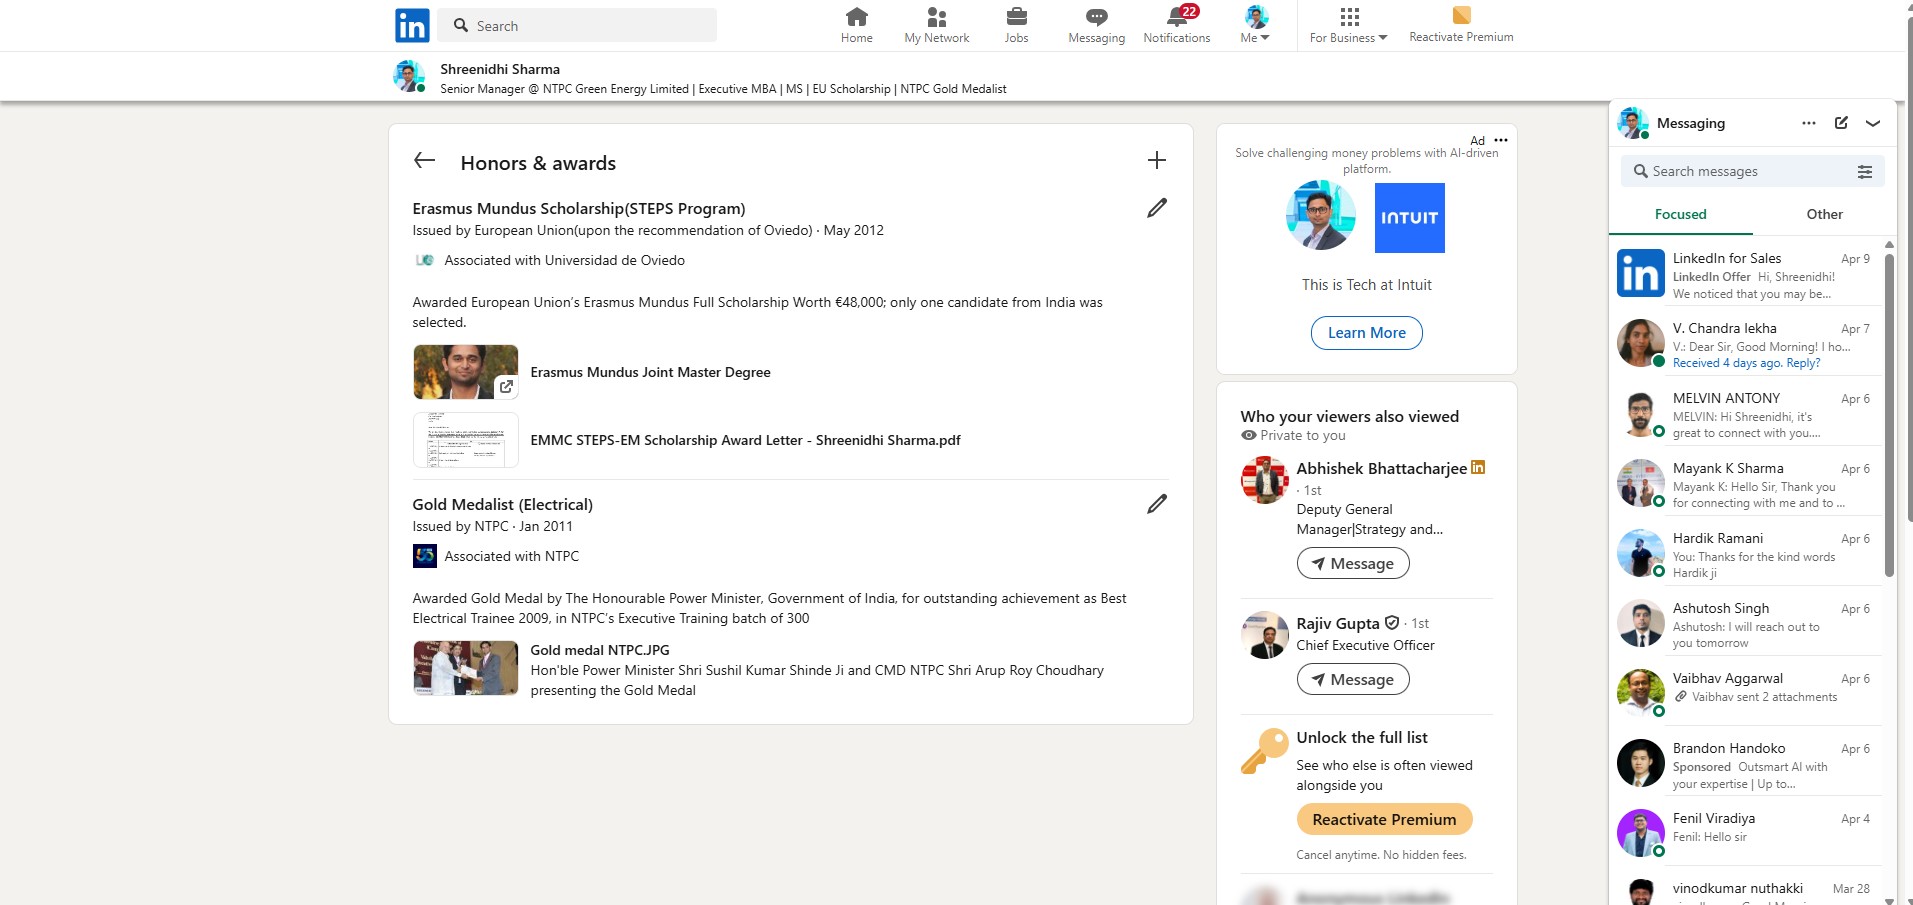 in
Search
Home
My Network
Jobs
Messaging
22
Notifications
Me
For Business
Reactivate Premium
Shreenidhi Sharma
Senior Manager @ NTPC Green Energy Limited | Executive MBA | MS | EU Scholarship | NTPC Gold Medalist
Honors & awards
Erasmus Mundus Scholarship(STEPS Program)
Issued by European Union(upon the recommendation of Oviedo) · May 2012
Associated with Universidad de Oviedo
Awarded European Union’s Erasmus Mundus Full Scholarship Worth €48,000; only one candidate from India was
selected.
Erasmus Mundus Joint Master Degree
EMMC STEPS-EM Scholarship Award Letter - Shreenidhi Sharma.pdf
Gold Medalist (Electrical)
Issued by NTPC · Jan 2011
Associated with NTPC
Awarded Gold Medal by The Honourable Power Minister, Government of India, for outstanding achievement as Best
Electrical Trainee 2009, in NTPC’s Executive Training batch of 300
Gold medal NTPC.JPG
Hon'ble Power Minister Shri Sushil Kumar Shinde Ji and CMD NTPC Shri Arup Roy Choudhary
presenting the Gold Medal
Ad
Solve challenging money problems with AI-driven
platform.
INTUIT
This is Tech at Intuit
Learn More
Who your viewers also viewed
Private to you
Abhishek Bhattacharjee in
· 1st
Deputy General
Manager|Strategy and...
Message
Rajiv Gupta · 1st
Chief Executive Officer
Message
Unlock the full list
See who else is often viewed
alongside you
Reactivate Premium
Cancel anytime. No hidden fees.
Messaging
Search messages
Focused
Other
in
LinkedIn for Sales Apr 9
LinkedIn Offer Hi, Shreenidhi!
We noticed that you may be...
V. Chandra lekha Apr 7
V.: Dear Sir, Good Morning! I ho...
Received 4 days ago. Reply?
MELVIN ANTONY Apr 6
MELVIN: Hi Shreenidhi, it's
great to connect with you....
Mayank K Sharma Apr 6
Mayank K: Hello Sir, Thank you
for connecting with me and to ...
Hardik Ramani Apr 6
You: Thanks for the kind words
Hardik ji
Ashutosh Singh Apr 6
Ashutosh: I will reach out to
you tomorrow
Vaibhav Aggarwal Apr 6
Vaibhav sent 2 attachments
Brandon Handoko Apr 6
Sponsored Outsmart AI with
your expertise | Up to...
Fenil Viradiya Apr 4
Fenil: Hello sir
vinodkumar nuthakki Mar 28